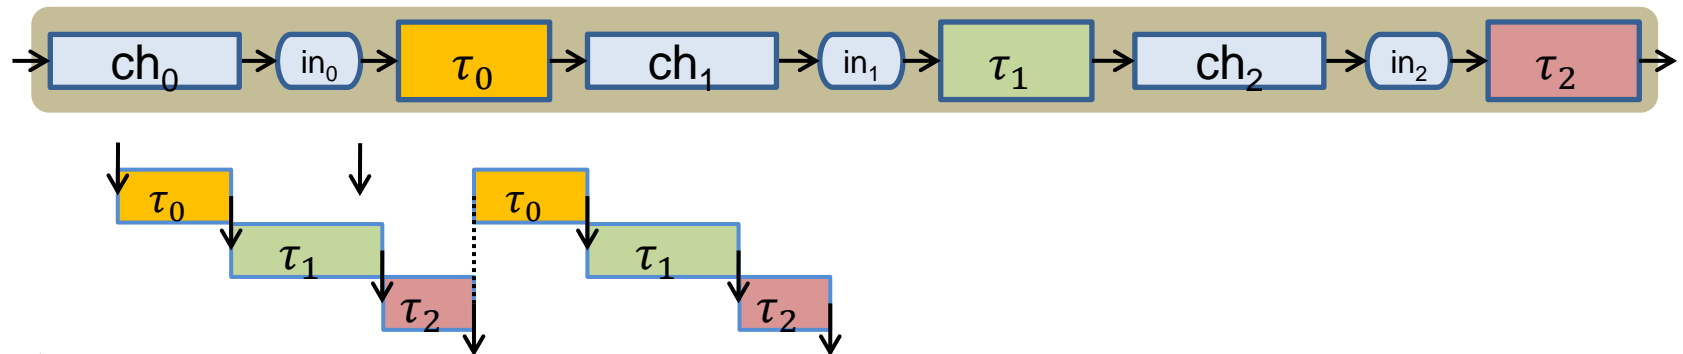 ch₀ in₀ τ₀ ch₁ in₁ τ₁ ch₂ in₂ τ₂
τ₀ τ₀
τ₁ τ₁
τ₂ τ₂